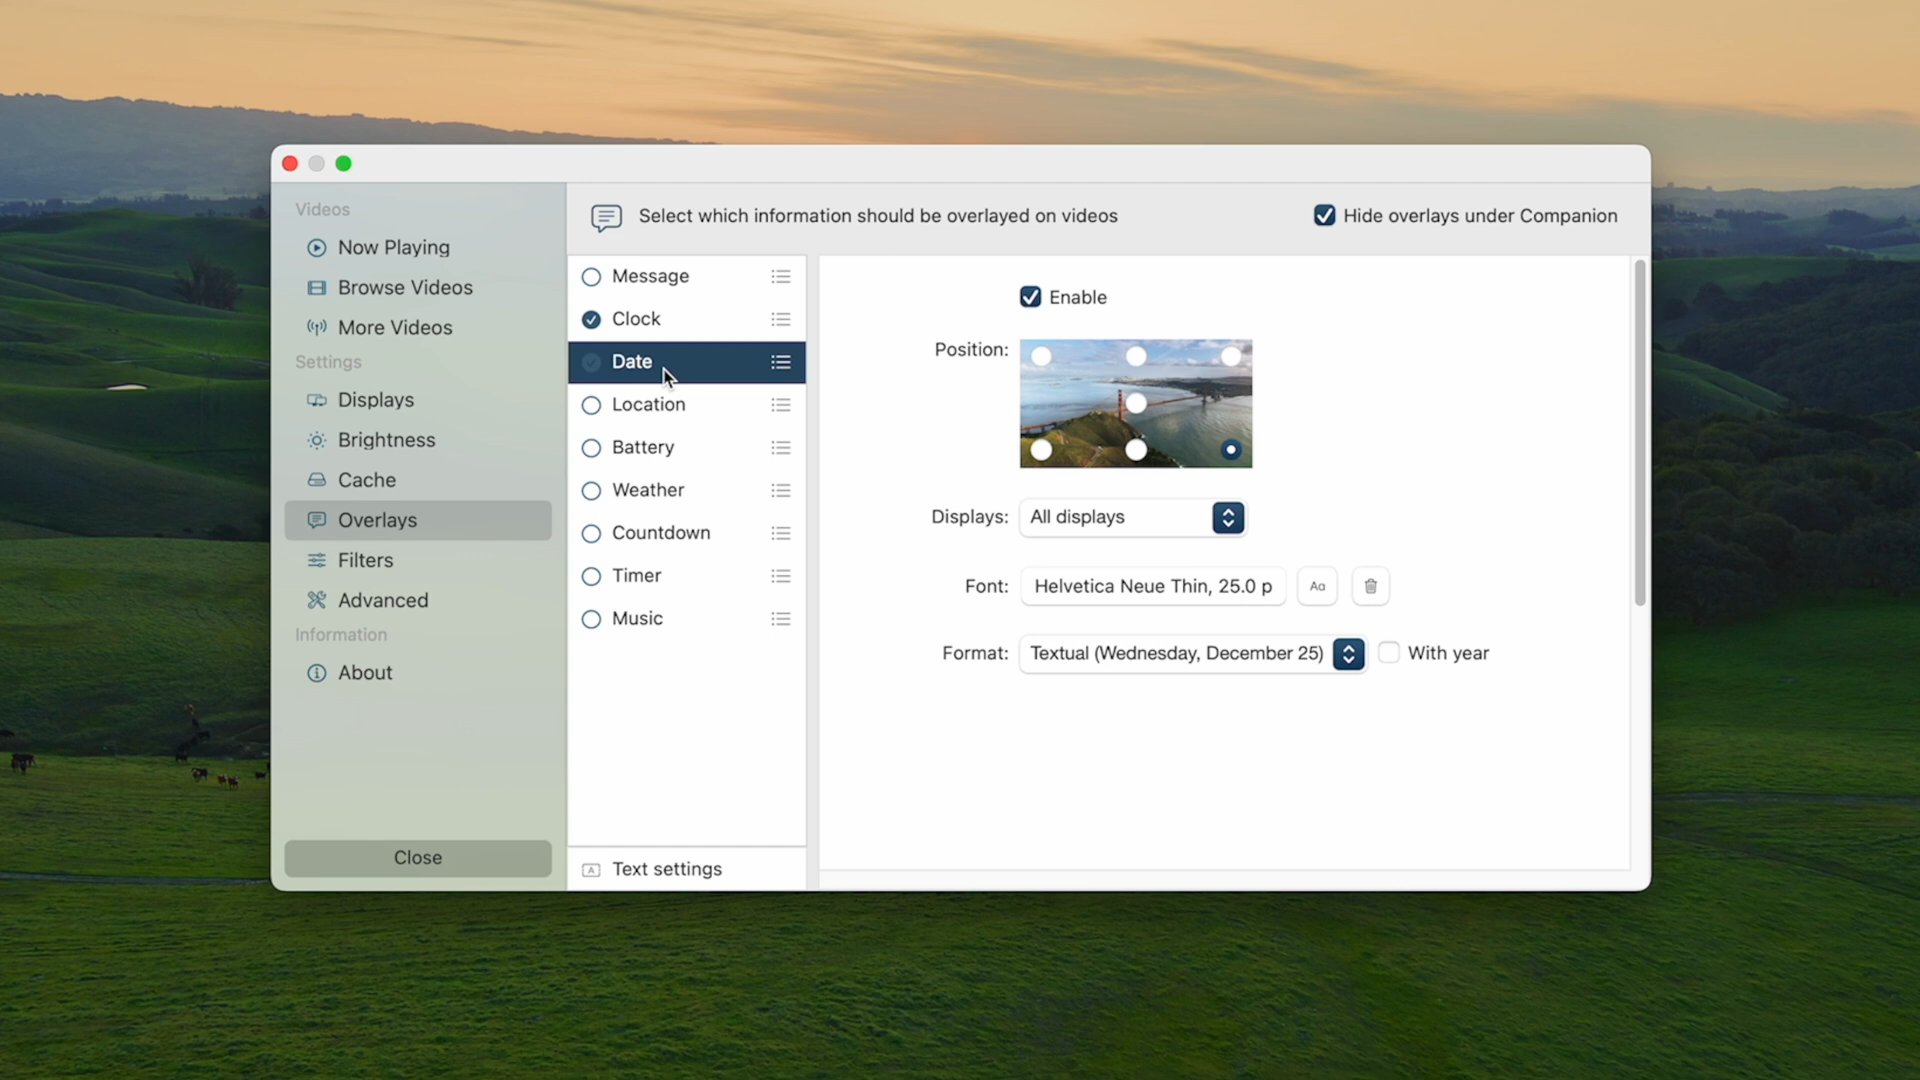 Videos
Now Playing
Browse Videos
More Videos
Settings
Displays
Brightness
Cache
Overlays
Filters
Advanced
Information
About
Close
Select which information should be overlayed on videos
Hide overlays under Companion
Message
Clock
Date
Location
Battery
Weather
Countdown
Timer
Music
A Text settings
Enable
Position:
Displays: All displays
Font: Helvetica Neue Thin, 25.0 p Aa
Format: Textual (Wednesday, December 25) With year